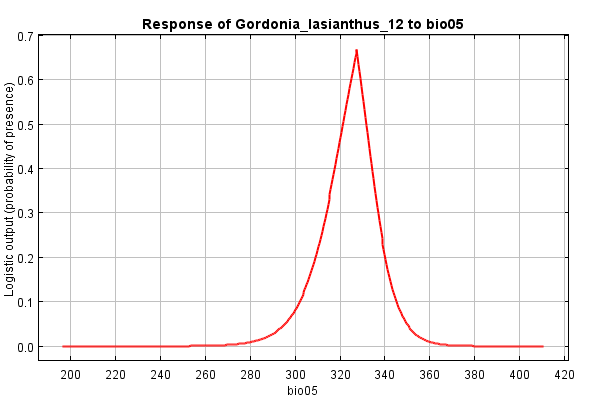 Response of Gordonia_lasianthus_12 to bio05
Logistic output (probability of presence)
0.7
0.6
0.5
0.4
0.3
0.2
0.1
0.0
200 220 240 260 280 300 320 340 360 380 400 420
bio05